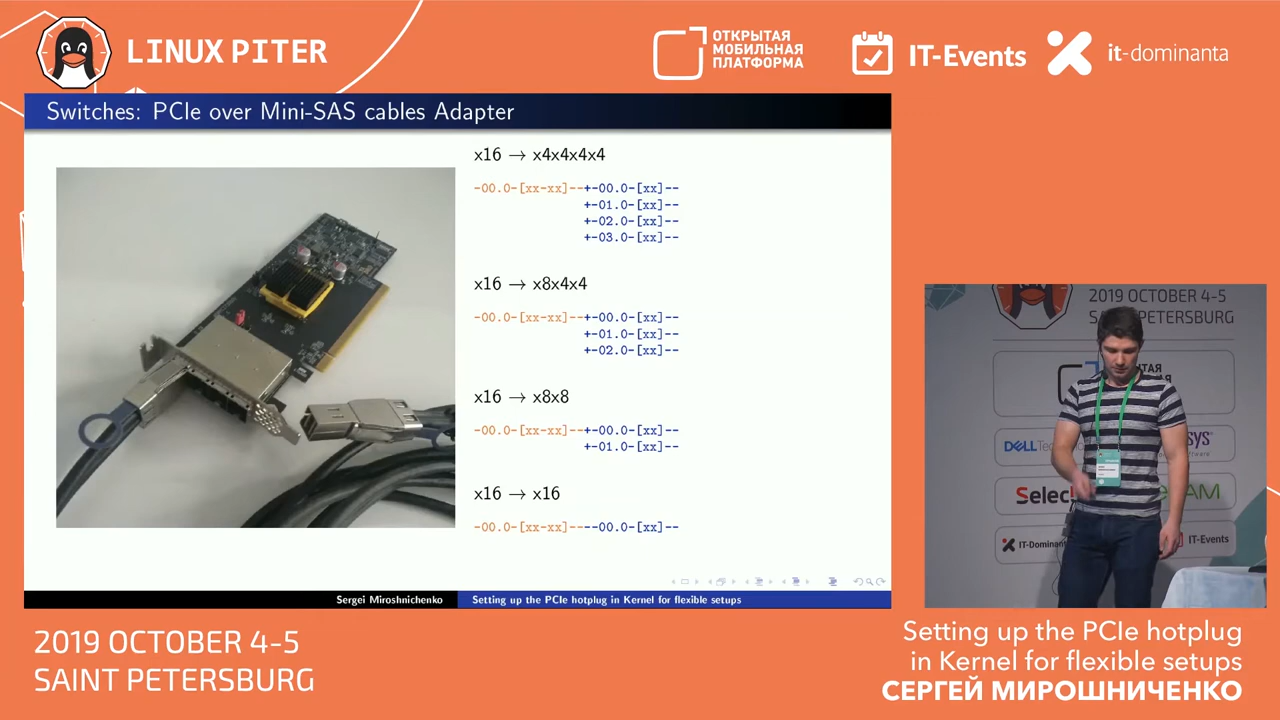 LINUX PITER
ОТКРЫТАЯ
МОБИЛЬНАЯ
ПЛАТФОРМА
IT-Events
it-dominanta
Switches: PCIe over Mini-SAS cables Adapter
x16 → x4x4x4x4
-00.0-[xx-xx]--+-00.0-[xx]--
+-01.0-[xx]--
+-02.0-[xx]--
+-03.0-[xx]--
x16 → x8x4x4
-00.0-[xx-xx]--+-00.0-[xx]--
+-01.0-[xx]--
+-02.0-[xx]--
x16 → x8x8
-00.0-[xx-xx]--+-00.0-[xx]--
+-01.0-[xx]--
x16 → x16
-00.0-[xx-xx]----00.0-[xx]--
Sergei Miroshnichenko
Setting up the PCIe hotplug in Kernel for flexible setups
2019 OCTOBER 4-5
SAINT PETERSBURG
DELL
IT-Dominan
IT-Events
2019 OCTOBER 4-5
SAINT PETERSBURG
Setting up the PCIe hotplug
in Kernel for flexible setups
СЕРГЕЙ МИРОШНИЧЕНКО